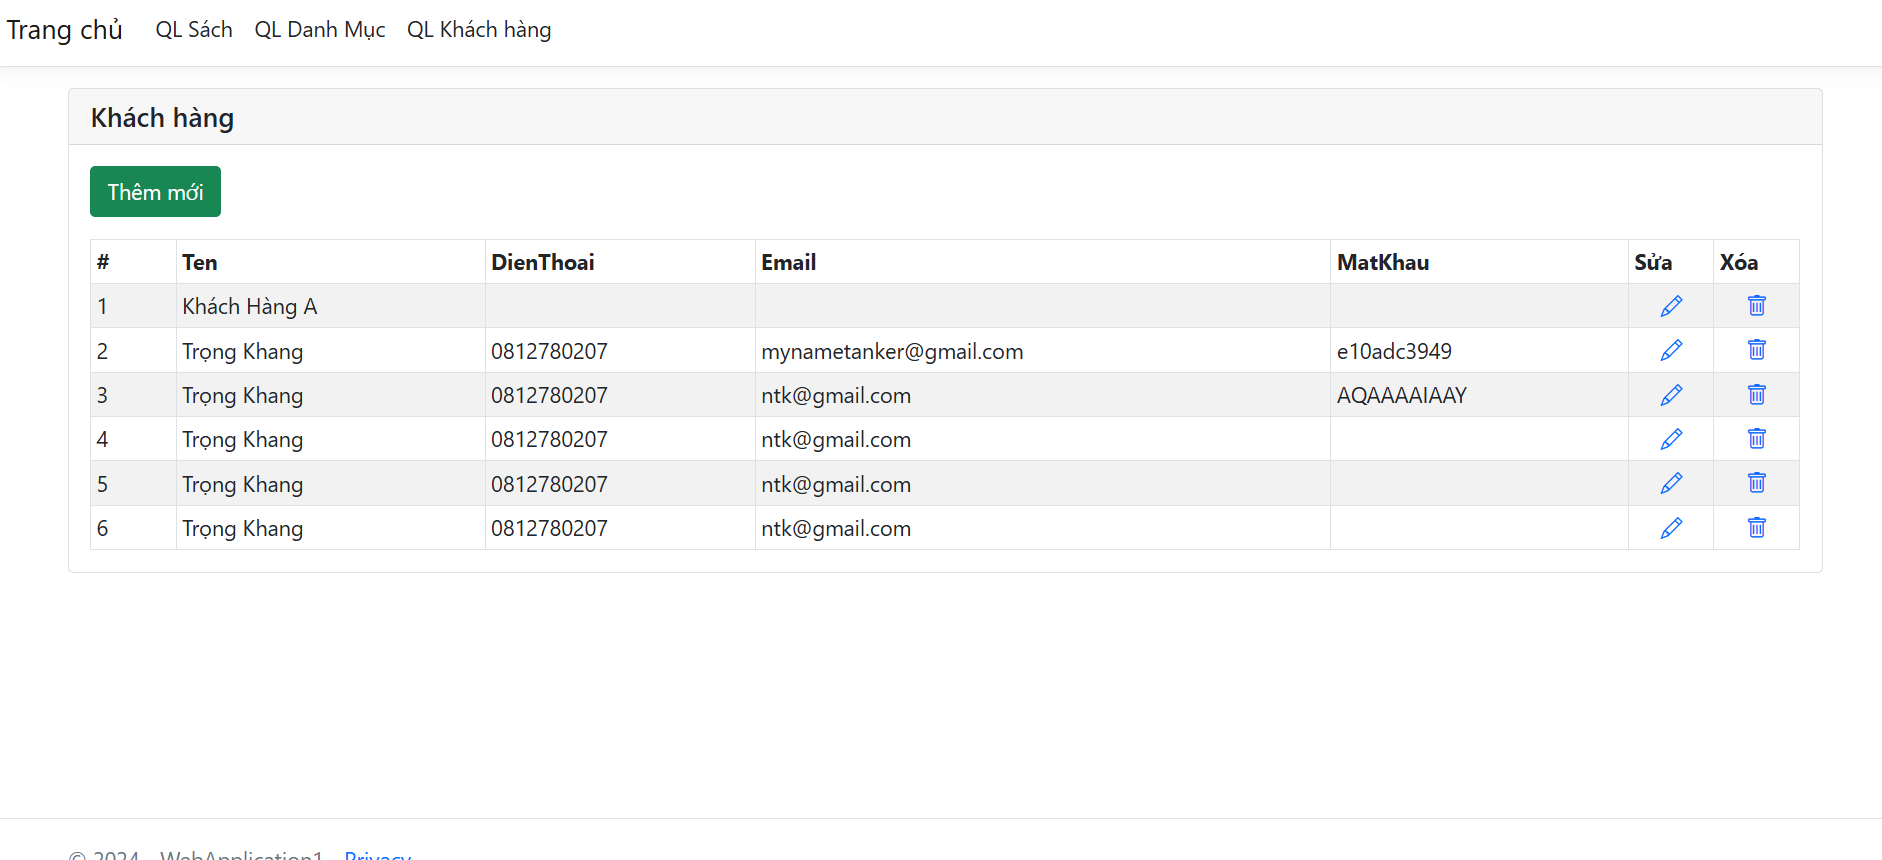 Trang chủ QL Sách QL Danh Mục QL Khách hàng
Khách hàng
Thêm mới
# Ten DienThoai Email MatKhau Sửa Xóa
1 Khách Hàng A
2 Trọng Khang 0812780207 mynametanker@gmail.com e10adc3949
3 Trọng Khang 0812780207 ntk@gmail.com AQAAAAIAAY
4 Trọng Khang 0812780207 ntk@gmail.com
5 Trọng Khang 0812780207 ntk@gmail.com
6 Trọng Khang 0812780207 ntk@gmail.com
© 2024 - WebApplication1 - Privacy